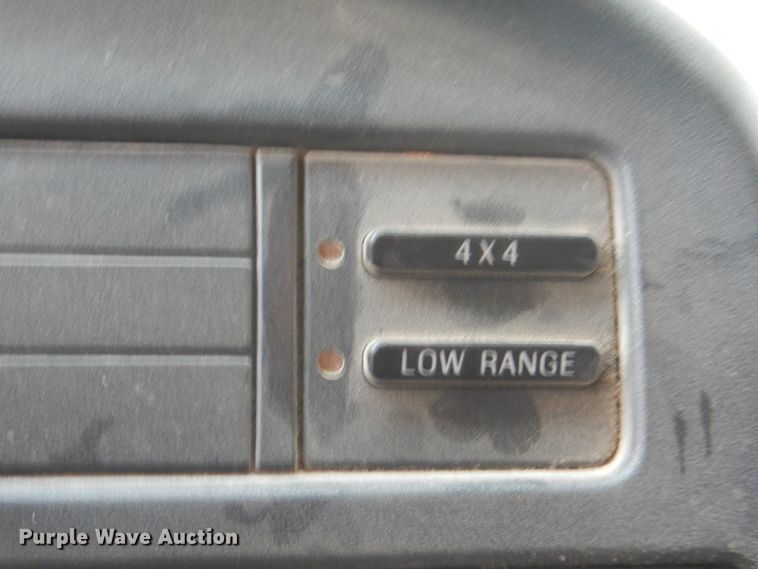 4X4
LOW RANGE
Purple Wave Auction